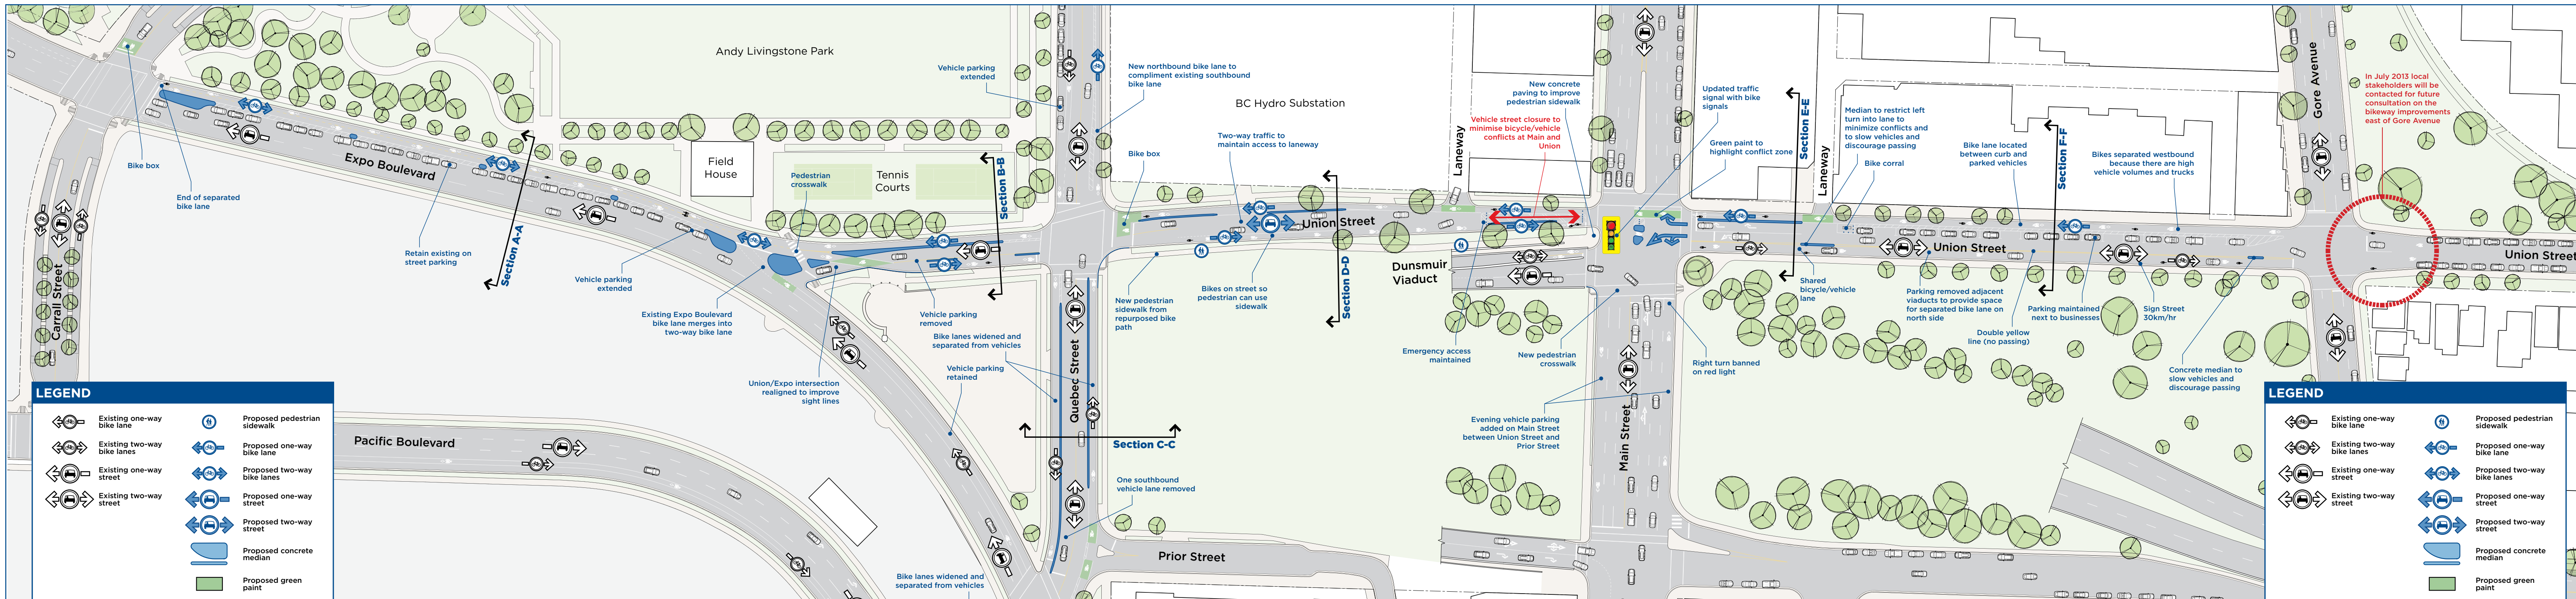 Andy Livingstone Park
Vehicle parking
extended
New northbound bike lane to
compliment existing southbound
bike lane
BC Hydro Substation
New concrete
paving to improve
pedestrian sidewalk
Vehicle street closure to
minimise bicycle/vehicle
conflicts at Main and
Union
Updated traffic
signal with bike
signals
Green paint to
highlight conflict zone
Section E-E
Median to restrict left
turn into lane to
minimize conflicts and
to slow vehicles and
discourage passing
Bike corral
Bike lane located
between curb and
parked vehicles
Section F-F
Bikes separated westbound
because there are high
vehicle volumes and trucks
Gore Avenue
In July 2013 local
stakeholders will be
contacted for future
consultation on the
bikeway improvements
east of Gore Avenue
Bike box
End of separated
bike lane
Expo Boulevard
Field
House
Tennis
Courts
Pedestrian
crosswalk
Section B-B
Bike box
Two-way traffic to
maintain access to laneway
Laneway
Laneway
Carrall Street
Retain existing on
street parking
Section A-A
Vehicle parking
extended
Existing Expo Boulevard
bike lane merges into
two-way bike lane
Union/Expo intersection
realigned to improve
sight lines
Vehicle parking
removed
Bike lanes widened and
separated from vehicles
Vehicle parking
retained
Quebec Street
New pedestrian
sidewalk from
repurposed bike
path
Bikes on street so
pedestrian can use
sidewalk
Union Street
Section D-D
Dunsmuir
Viaduct
Emergency access
maintained
New pedestrian
crosswalk
Evening vehicle parking
added on Main Street
between Union Street and
Prior Street
Main Street
Right turn banned
on red light
Shared
bicycle/vehicle
lane
Union Street
Parking removed adjacent
viaducts to provide space
for separated bike lane on
north side
Double yellow
line (no passing)
Parking maintained
next to businesses
Sign Street
30km/hr
Concrete median to
slow vehicles and
discourage passing
Union Street
Pacific Boulevard
Section C-C
One southbound
vehicle lane removed
Bike lanes widened and
separated from vehicles
Prior Street
LEGEND
Existing one-way
bike lane
Existing two-way
bike lanes
Existing one-way
street
Existing two-way
street
Proposed pedestrian
sidewalk
Proposed one-way
bike lane
Proposed two-way
bike lanes
Proposed one-way
street
Proposed two-way
street
Proposed concrete
median
Proposed green
paint
LEGEND
Existing one-way
bike lane
Existing two-way
bike lanes
Existing one-way
street
Existing two-way
street
Proposed pedestrian
sidewalk
Proposed one-way
bike lane
Proposed two-way
bike lanes
Proposed one-way
street
Proposed two-way
street
Proposed concrete
median
Proposed green
paint